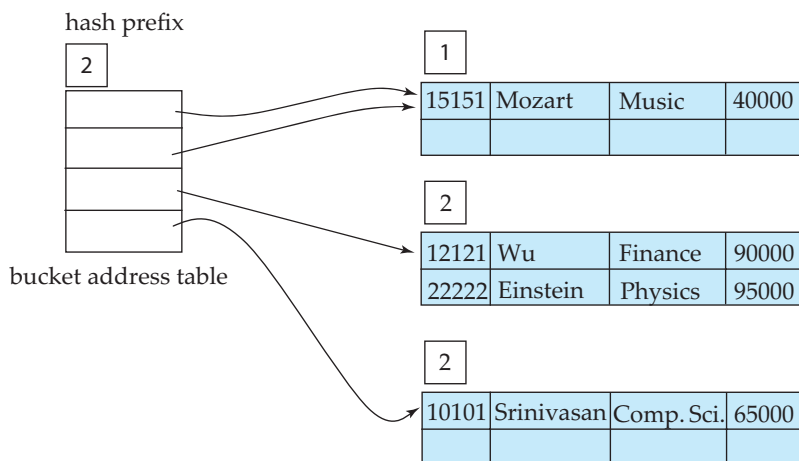 hash prefix
2
bucket address table
1
15151 Mozart Music 40000
2
12121 Wu Finance 90000
22222 Einstein Physics 95000
2
10101 Srinivasan Comp. Sci. 65000